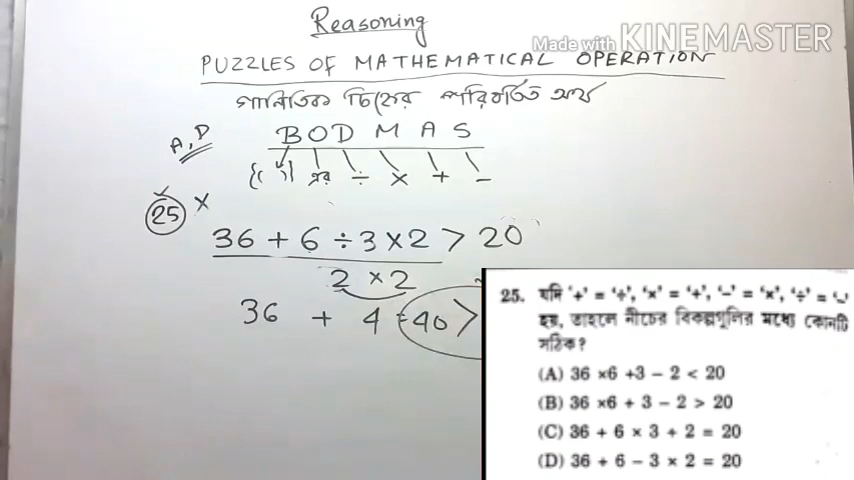 Reasoning
Made with KINEMASTER
PUZZLES OF MATHEMATICAL OPERATION
গানিতিক চিহ্নের পরিবর্তিত অর্থ
A, D
BODMAS
এর ÷ × + −
25 ×
36 + 6 ÷ 3 × 2 > 20
2 × 2
36 + 4 = 40 >
25. যদি '+' = '÷', '×' = '+', '−' = '×', '÷' = '−'
হয়, তাহলে নীচের বিকল্পগুলির মধ্যে কোনটি
সঠিক?
(A) 36 ×6 +3 − 2 < 20
(B) 36 ×6 + 3 − 2 > 20
(C) 36 + 6 × 3 + 2 = 20
(D) 36 + 6 − 3 × 2 = 20